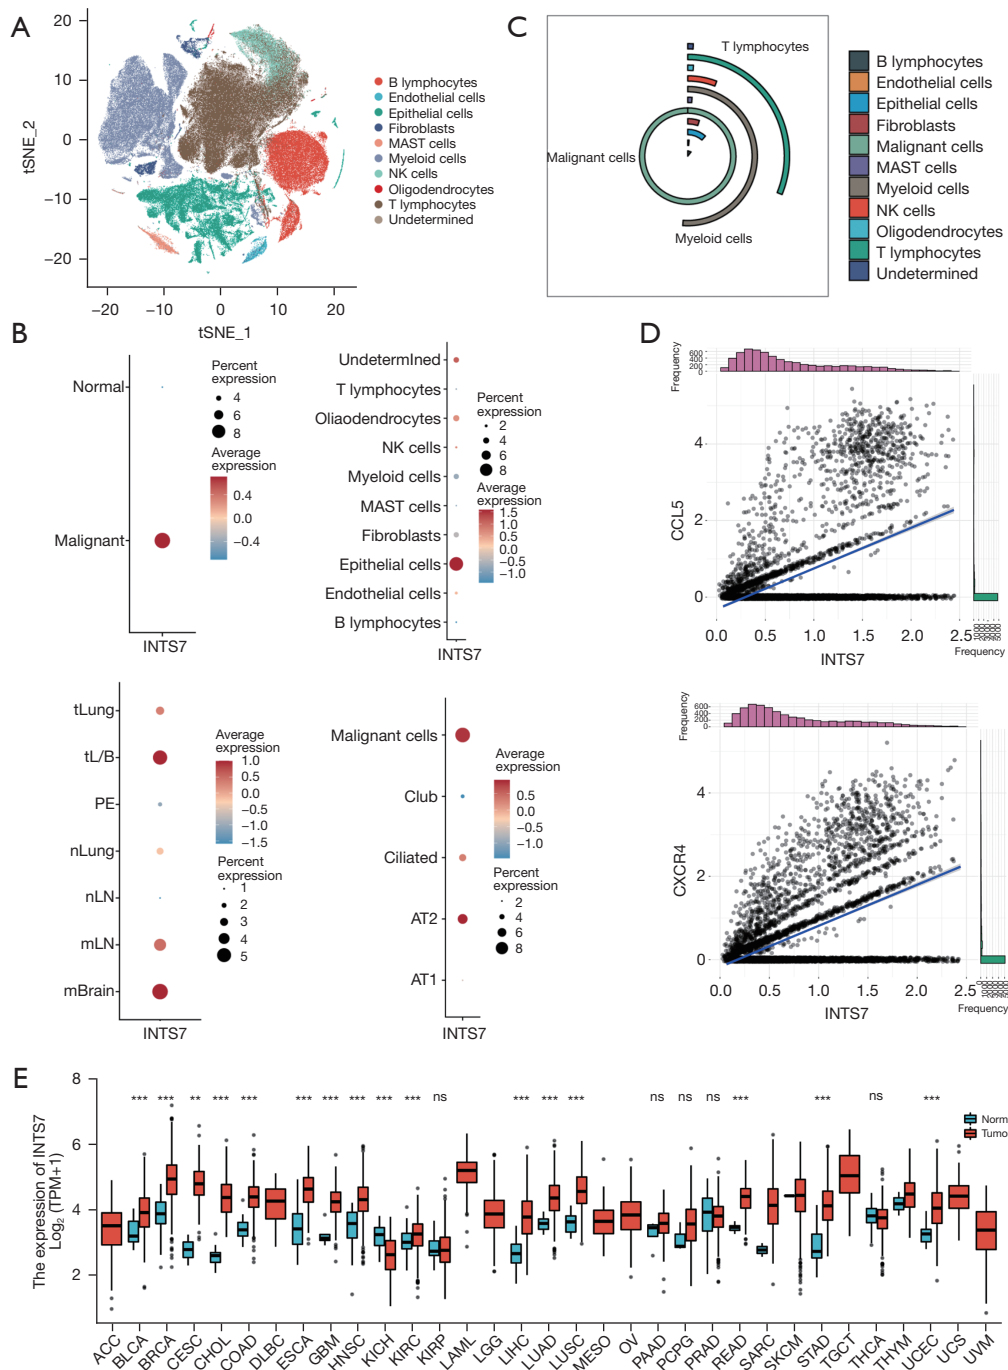 A
20
10
0
−10
−20
tSNE_2
−20
−10
0
10
20
tSNE_1
B lymphocytes
Endothelial cells
Epithelial cells
Fibroblasts
MAST cells
Myeloid cells
NK cells
Oligodendrocytes
T lymphocytes
Undetermined
C
T lymphocytes
Malignant cells
Myeloid cells
B lymphocytes
Endothelial cells
Epithelial cells
Fibroblasts
Malignant cells
MAST cells
Myeloid cells
NK cells
Oligodendrocytes
T lymphocytes
Undetermined
B
Normal
Malignant
INTS7
Percent
expression
4
6
8
Average
expression
0.4
0.0
−0.4
UndetermIned
T lymphocytes
Oliaodendrocytes
NK cells
Myeloid cells
MAST cells
Fibroblasts
Epithelial cells
Endothelial cells
B lymphocytes
INTS7
Percent
expression
2
4
6
8
Average
expression
1.5
1.0
0.5
0.0
−0.5
−1.0
tLung
tL/B
PE
nLung
nLN
mLN
mBrain
INTS7
Average
expression
1.0
0.5
0.0
−0.5
−1.0
−1.5
Percent
expression
1
2
3
4
5
Malignant cells
Club
Ciliated
AT2
AT1
INTS7
Average
expression
0.5
0.0
−0.5
−1.0
Percent
expression
2
4
6
8
D
Frequency
600
400
200
0
CCL5
4
2
0
0.0
0.5
1.0
1.5
2.0
2.5
INTS7
0
1000
2000
3000
4000
5000
Frequency
Frequency
600
400
200
0
CXCR4
4
2
0
0.0
0.5
1.0
1.5
2.0
2.5
INTS7
0
1000
2000
3000
4000
5000
Frequency
E
The expression of INTS7
Log₂ (TPM+1)
8
6
4
2
*** *** ** *** *** *** *** *** *** *** ns *** *** *** ns ns ns *** *** ns ***
Norm
Tumo
ACC
BLCA
BRCA
CESC
CHOL
COAD
DLBC
ESCA
GBM
HNSC
KICH
KIRC
KIRP
LAML
LGG
LIHC
LUAD
LUSC
MESO
OV
PAAD
PCPG
PRAD
READ
SARC
SKCM
STAD
TGCT
THCA
THYM
UCEC
UCS
UVM